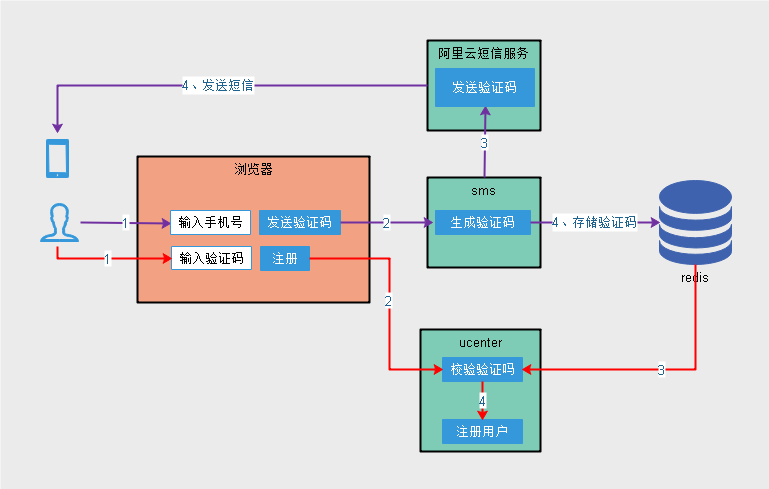 阿里云短信服务
发送验证码
4、发送短信
3
浏览器
sms
1
输入手机号
发送验证码
2
生成验证码
4、存储验证码
1
输入验证码
注册
redis
2
ucenter
校验验证吗
3
4
注册用户